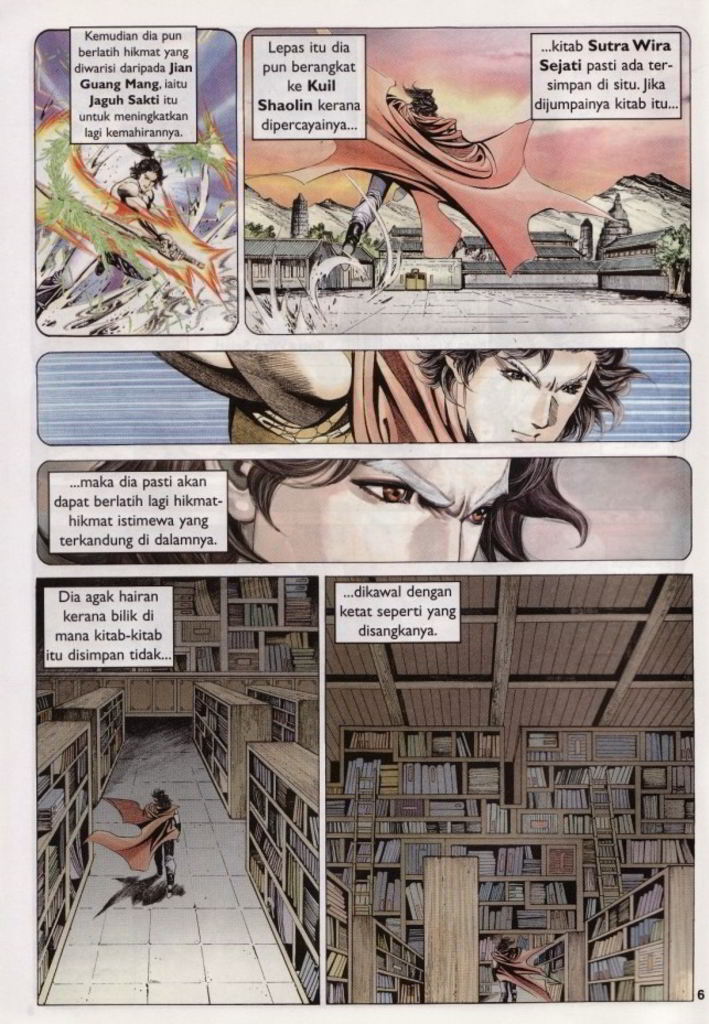 Kemudian dia pun
berlatih hikmat yang
diwarisi daripada Jian
Guang Mang, iaitu
Jaguh Sakti itu
untuk meningkatkan
lagi kemahirannya.
Lepas itu dia
pun berangkat
ke Kuil
Shaolin kerana
dipercayainya...
...kitab Sutra Wira
Sejati pasti ada ter-
simpan di situ. Jika
dijumpainya kitab itu...
...maka dia pasti akan
dapat berlatih lagi hikmat-
hikmat istimewa yang
terkandung di dalamnya.
Dia agak hairan
kerana bilik di
mana kitab-kitab
itu disimpan tidak...
...dikawal dengan
ketat seperti yang
disangkanya.
6